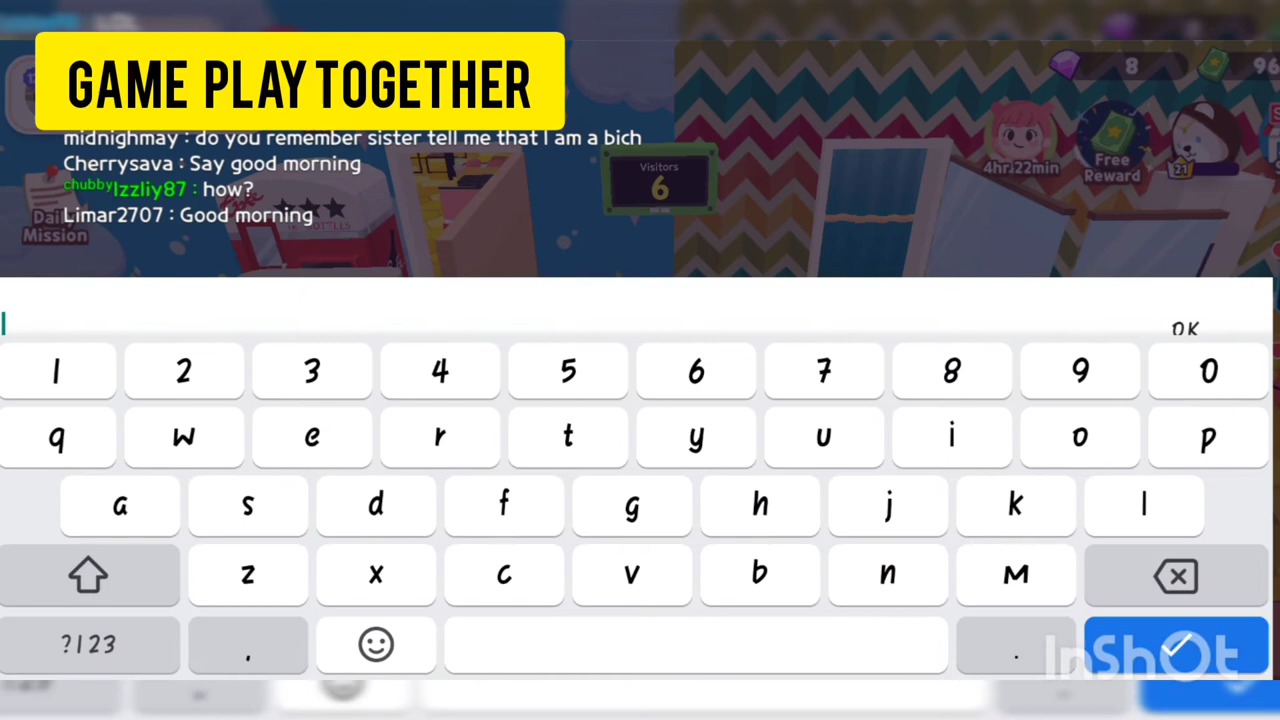 GAME PLAY TOGETHER
midnighmay : do you remember sister tell me that I am a bich
Cherrysava : Say good morning
chubbyIzzliy87 : how?
Limar2707 : Good morning
Visitors
6
8
96
4hr22min
Free
Reward
21
Daily
Mission
OK
1 2 3 4 5 6 7 8 9 0
q w e r t y u i o p
a s d f g h j k l
z x c v b n m
?123 , .
InShOt